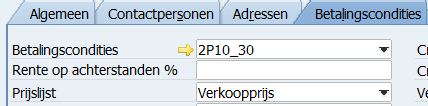 Algemeen Contactpersonen Adressen Betalingscondities
Betalingscondities 2P10_30
Rente op achterstanden %
Prijslijst Verkoopprijs